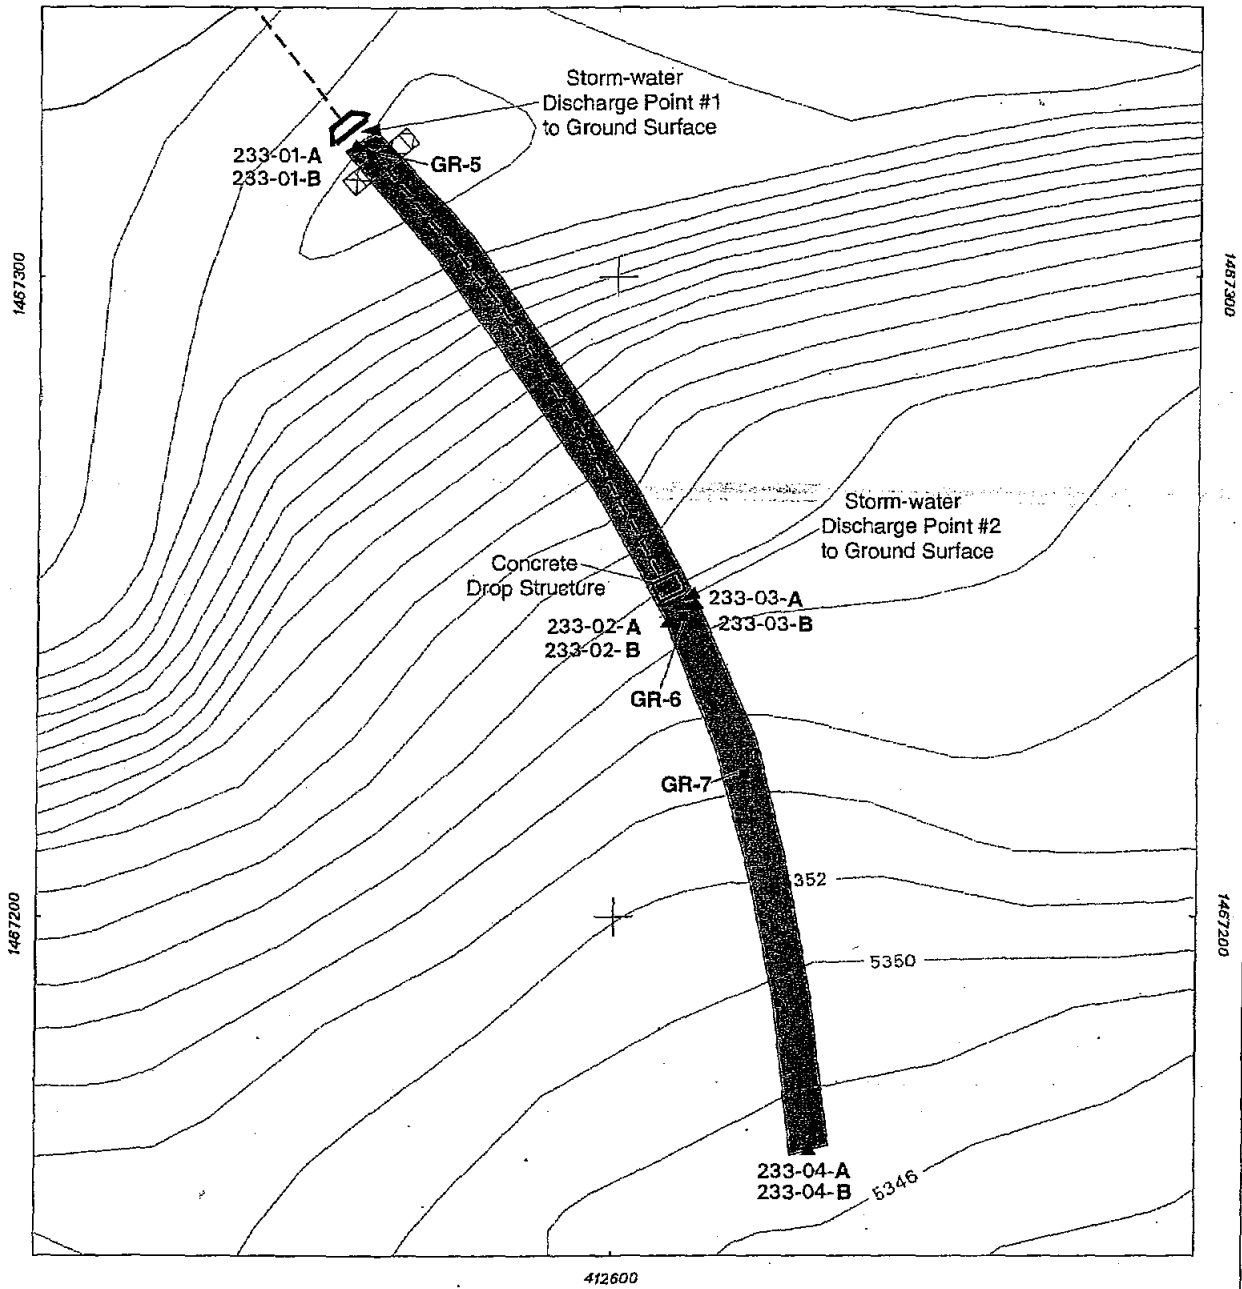 Storm-water
Discharge Point #1
to Ground Surface
233-01-A
233-01-B
GR-5
1467300
1467300
Storm-water
Discharge Point #2
to Ground Surface
Concrete
Drop Structure
233-03-A
233-03-B
233-02-A
233-02-B
GR-6
GR-7
5352
1467200
1467200
5350
233-04-A
233-04-B
5346
412600